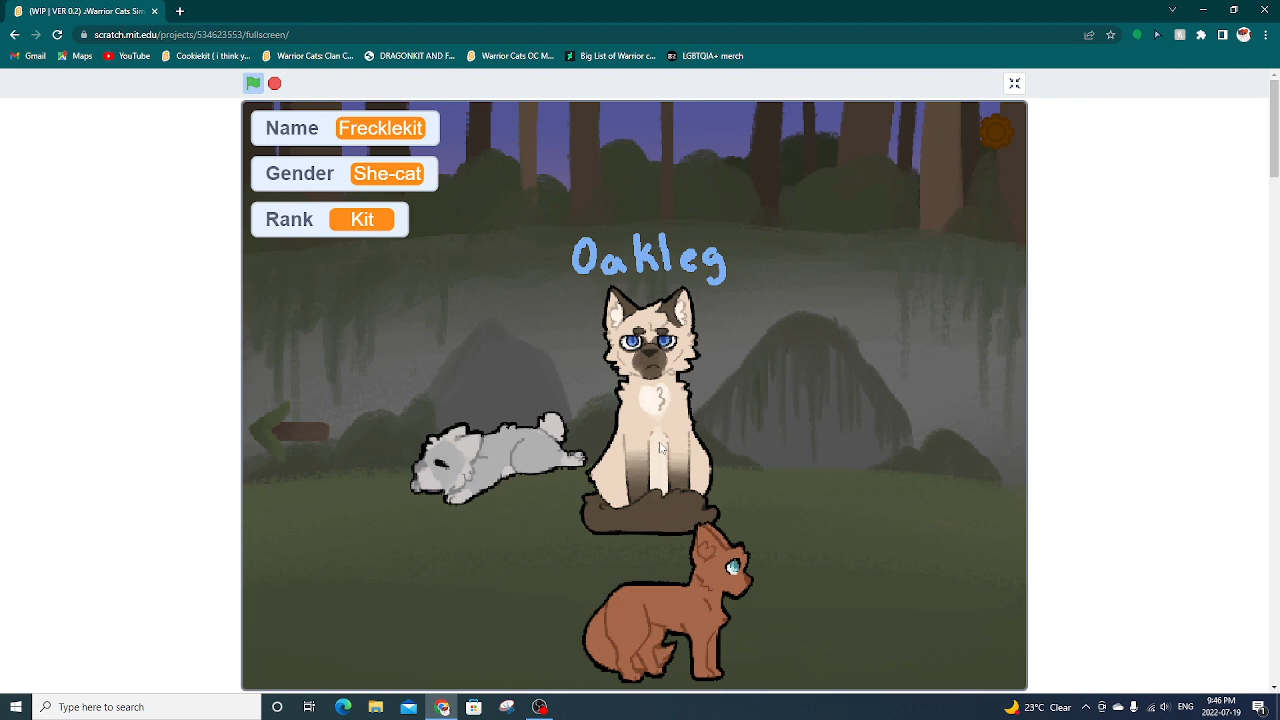 (WIP | VER 0.2) :Warrior Cats Sim
scratch.mit.edu/projects/534623553/fullscreen/
Gmail Maps YouTube Cookiekit ( i think y... Warrior Cats: Clan C... DRAGONKIT AND F... Warrior Cats OC M... Big List of Warrior c... LGBTQIA+ merch
Name Frecklekit
Gender She-cat
Rank Kit
Oakleg
Type here to search
23°C Clear
ENG
9:46 PM
2022-07-19